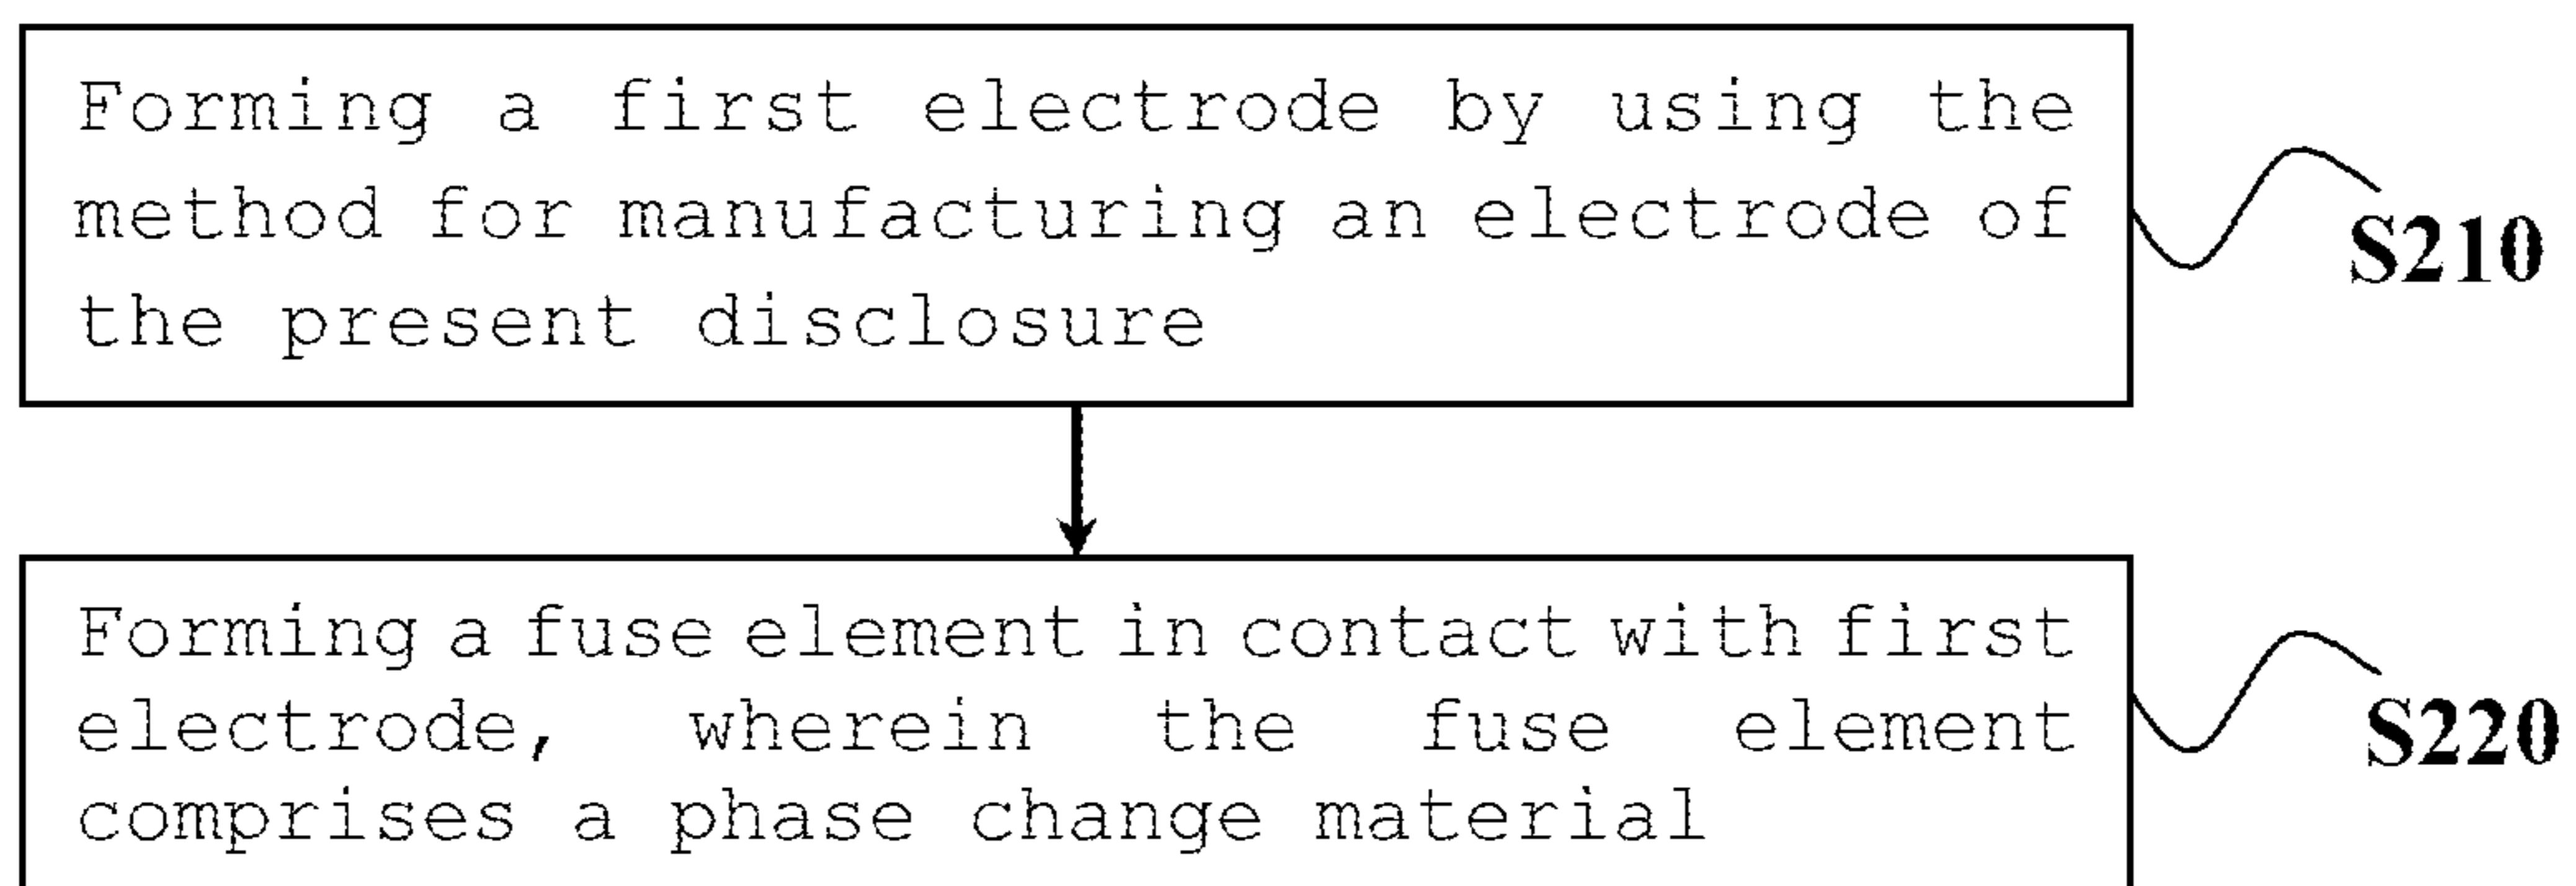 Forming a first electrode by using the
method for manufacturing an electrode of
the present disclosure
S210
Forming a fuse element in contact with first
electrode, wherein the fuse element
comprises a phase change material
S220